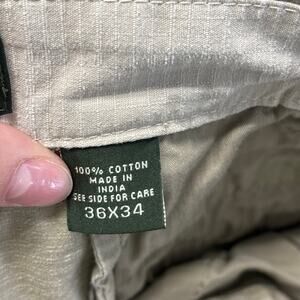 100% COTTON
MADE IN
INDIA
SEE SIDE FOR CARE
36X34